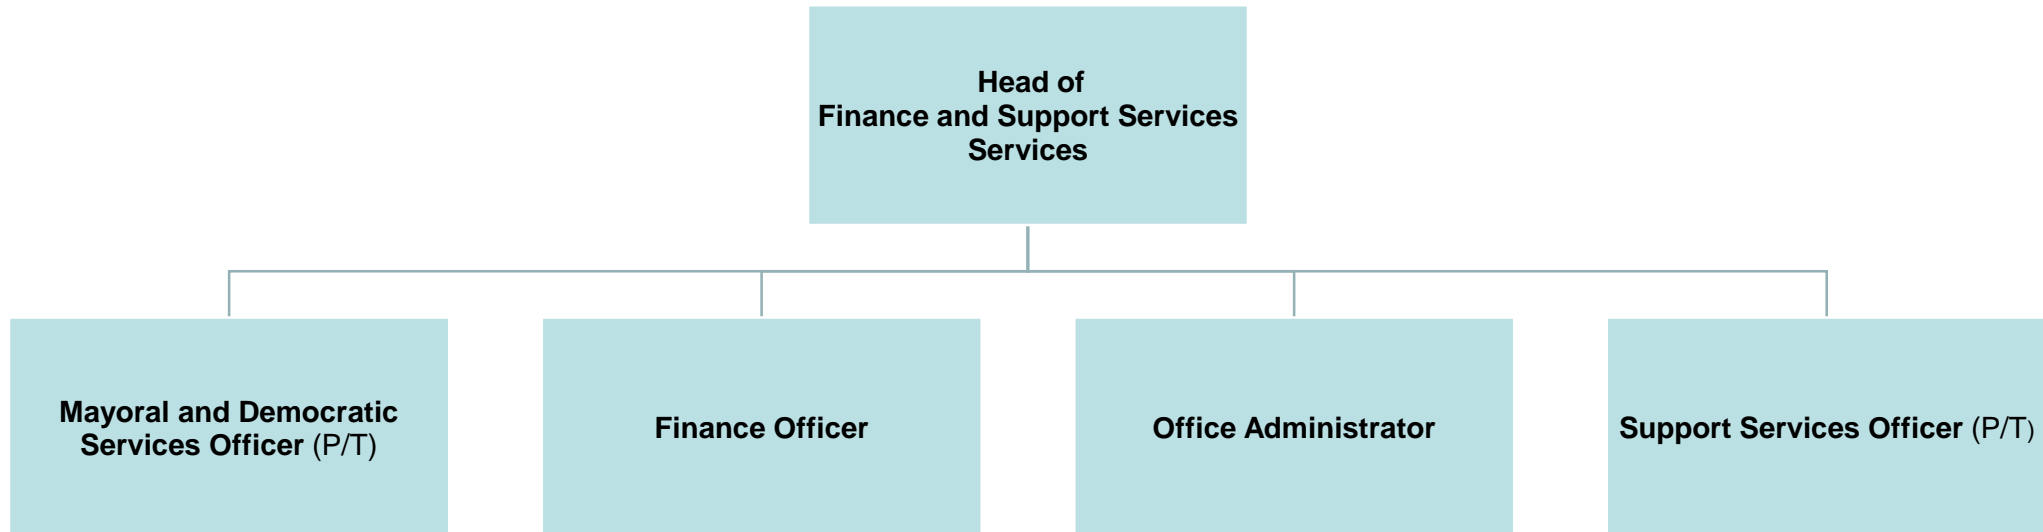 Head of
Finance and Support Services
Services
Mayoral and Democratic
Services Officer (P/T)
Finance Officer
Office Administrator
Support Services Officer (P/T)